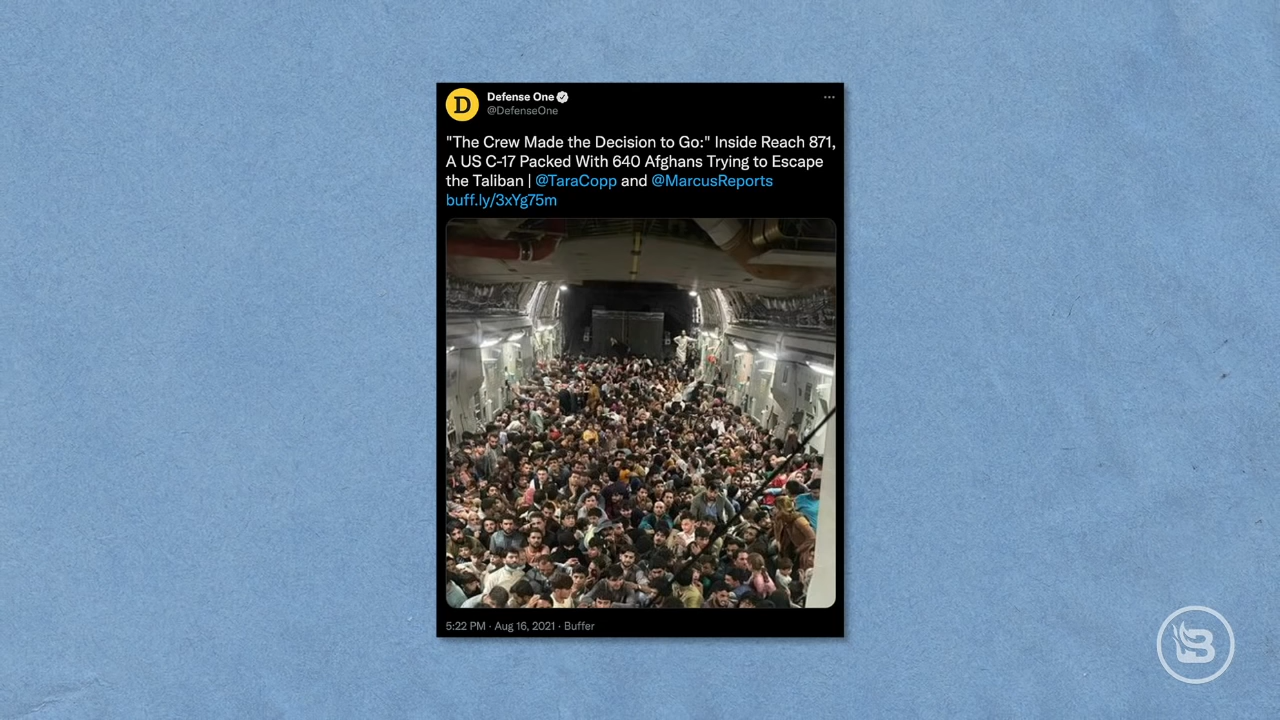 D
Defense One
@DefenseOne
"The Crew Made the Decision to Go:" Inside Reach 871,
A US C-17 Packed With 640 Afghans Trying to Escape
the Taliban | @TaraCopp and @MarcusReports
buff.ly/3xYg75m
5:22 PM · Aug 16, 2021 · Buffer
B